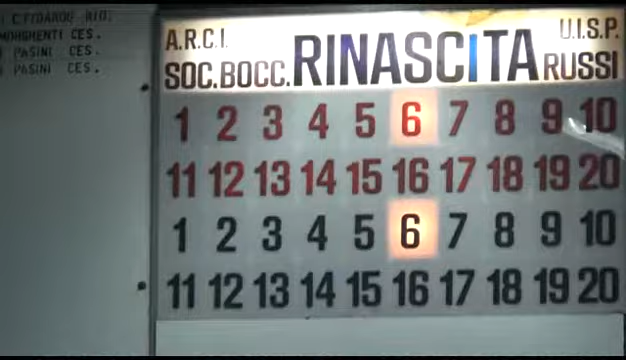 PASINI CES.
PASINI CES.
A.R.C.I.
SOC.BOCC. RINASCITA
U.I.S.P.
RUSSI
1 2 3 4 5 6 7 8 9 10
11 12 13 14 15 16 17 18 19 20
1 2 3 4 5 6 7 8 9 10
11 12 13 14 15 16 17 18 19 20